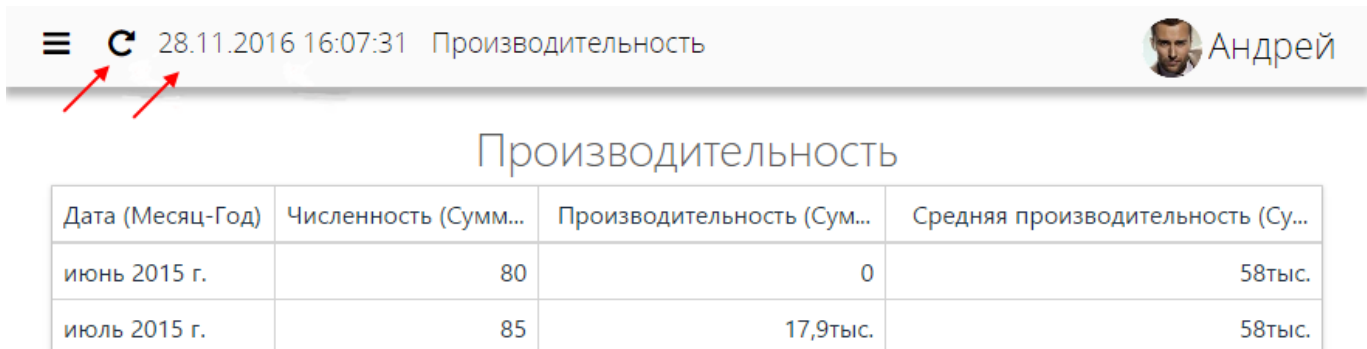 28.11.2016 16:07:31 Производительность Андрей
Производительность
Дата (Месяц-Год) Численность (Сумм... Производительность (Сум... Средняя производительность (Су...
июнь 2015 г. 80 0 58тыс.
июль 2015 г. 85 17,9тыс. 58тыс.